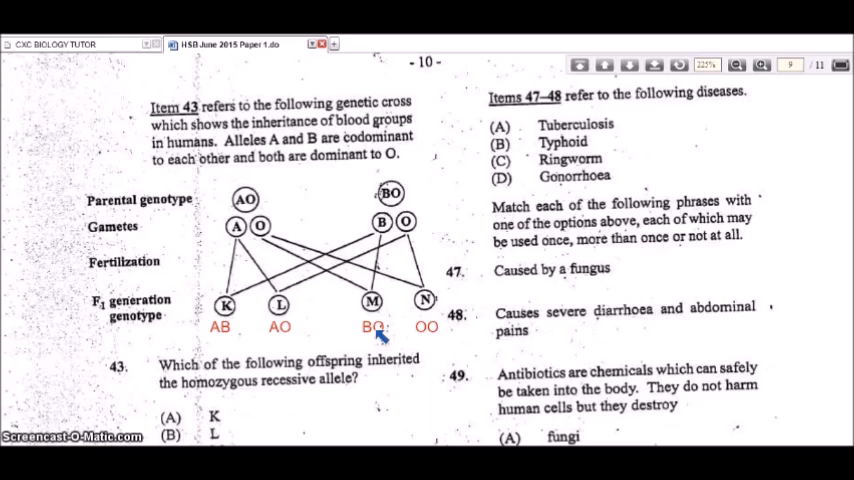 CXC BIOLOGY TUTOR
HSB June 2015 Paper 1.do
225%
9
/ 11
- 10 -
Item 43 refers to the following genetic cross
which shows the inheritance of blood groups
in humans. Alleles A and B are codominant
to each other and both are dominant to O.
Parental genotype
AO
BO
Gametes
A O
B O
Fertilization
F1 generation
genotype
K
L
M
N
AB
AO
BO
OO
43. Which of the following offspring inherited
the homozygous recessive allele?
(A) K
(B) L
Items 47–48 refer to the following diseases.
(A) Tuberculosis
(B) Typhoid
(C) Ringworm
(D) Gonorrhoea
Match each of the following phrases with
one of the options above, each of which may
be used once, more than once or not at all.
47. Caused by a fungus
48. Causes severe diarrhoea and abdominal
pains
49. Antibiotics are chemicals which can safely
be taken into the body. They do not harm
human cells but they destroy
(A) fungi
Screencast-O-Matic.com